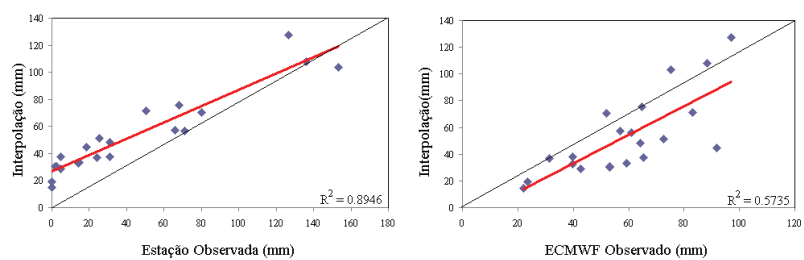 Interpolação (mm)
140
120
100
80
60
40
20
0
0 20 40 60 80 100 120 140 160 180
R² = 0.8946
Estação Observada (mm)
Interpolação(mm)
140
120
100
80
60
40
20
0
0 20 40 60 80 100 120
R² = 0.5735
ECMWF Observado (mm)